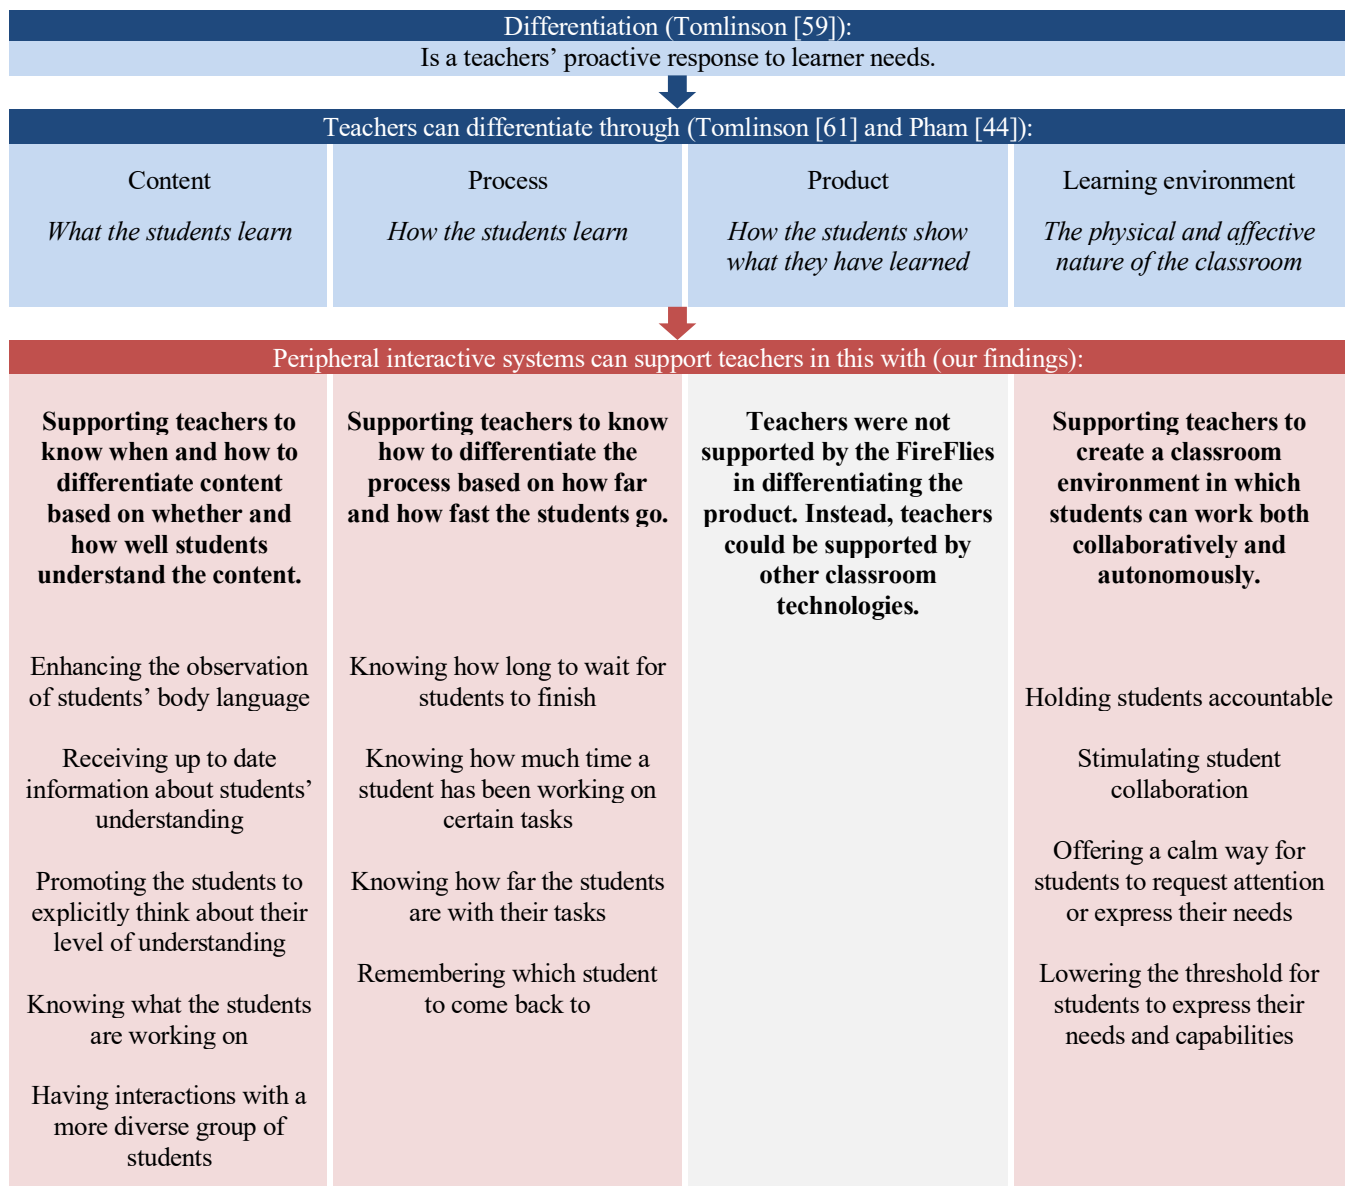 Differentiation (Tomlinson [59]):
Is a teachers’ proactive response to learner needs.
Teachers can differentiate through (Tomlinson [61] and Pham [44]):
Content
What the students learn
Process
How the students learn
Product
How the students show
what they have learned
Learning environment
The physical and affective
nature of the classroom
Peripheral interactive systems can support teachers in this with (our findings):
Supporting teachers to
know when and how to
differentiate content
based on whether and
how well students
understand the content.
Enhancing the observation
of students’ body language
Receiving up to date
information about students’
understanding
Promoting the students to
explicitly think about their
level of understanding
Knowing what the students
are working on
Having interactions with a
more diverse group of
students
Supporting teachers to know
how to differentiate the
process based on how far
and how fast the students go.
Knowing how long to wait for
students to finish
Knowing how much time a
student has been working on
certain tasks
Knowing how far the students
are with their tasks
Remembering which student
to come back to
Teachers were not
supported by the FireFlies
in differentiating the
product. Instead, teachers
could be supported by
other classroom
technologies.
Supporting teachers to
create a classroom
environment in which
students can work both
collaboratively and
autonomously.
Holding students accountable
Stimulating student
collaboration
Offering a calm way for
students to request attention
or express their needs
Lowering the threshold for
students to express their
needs and capabilities